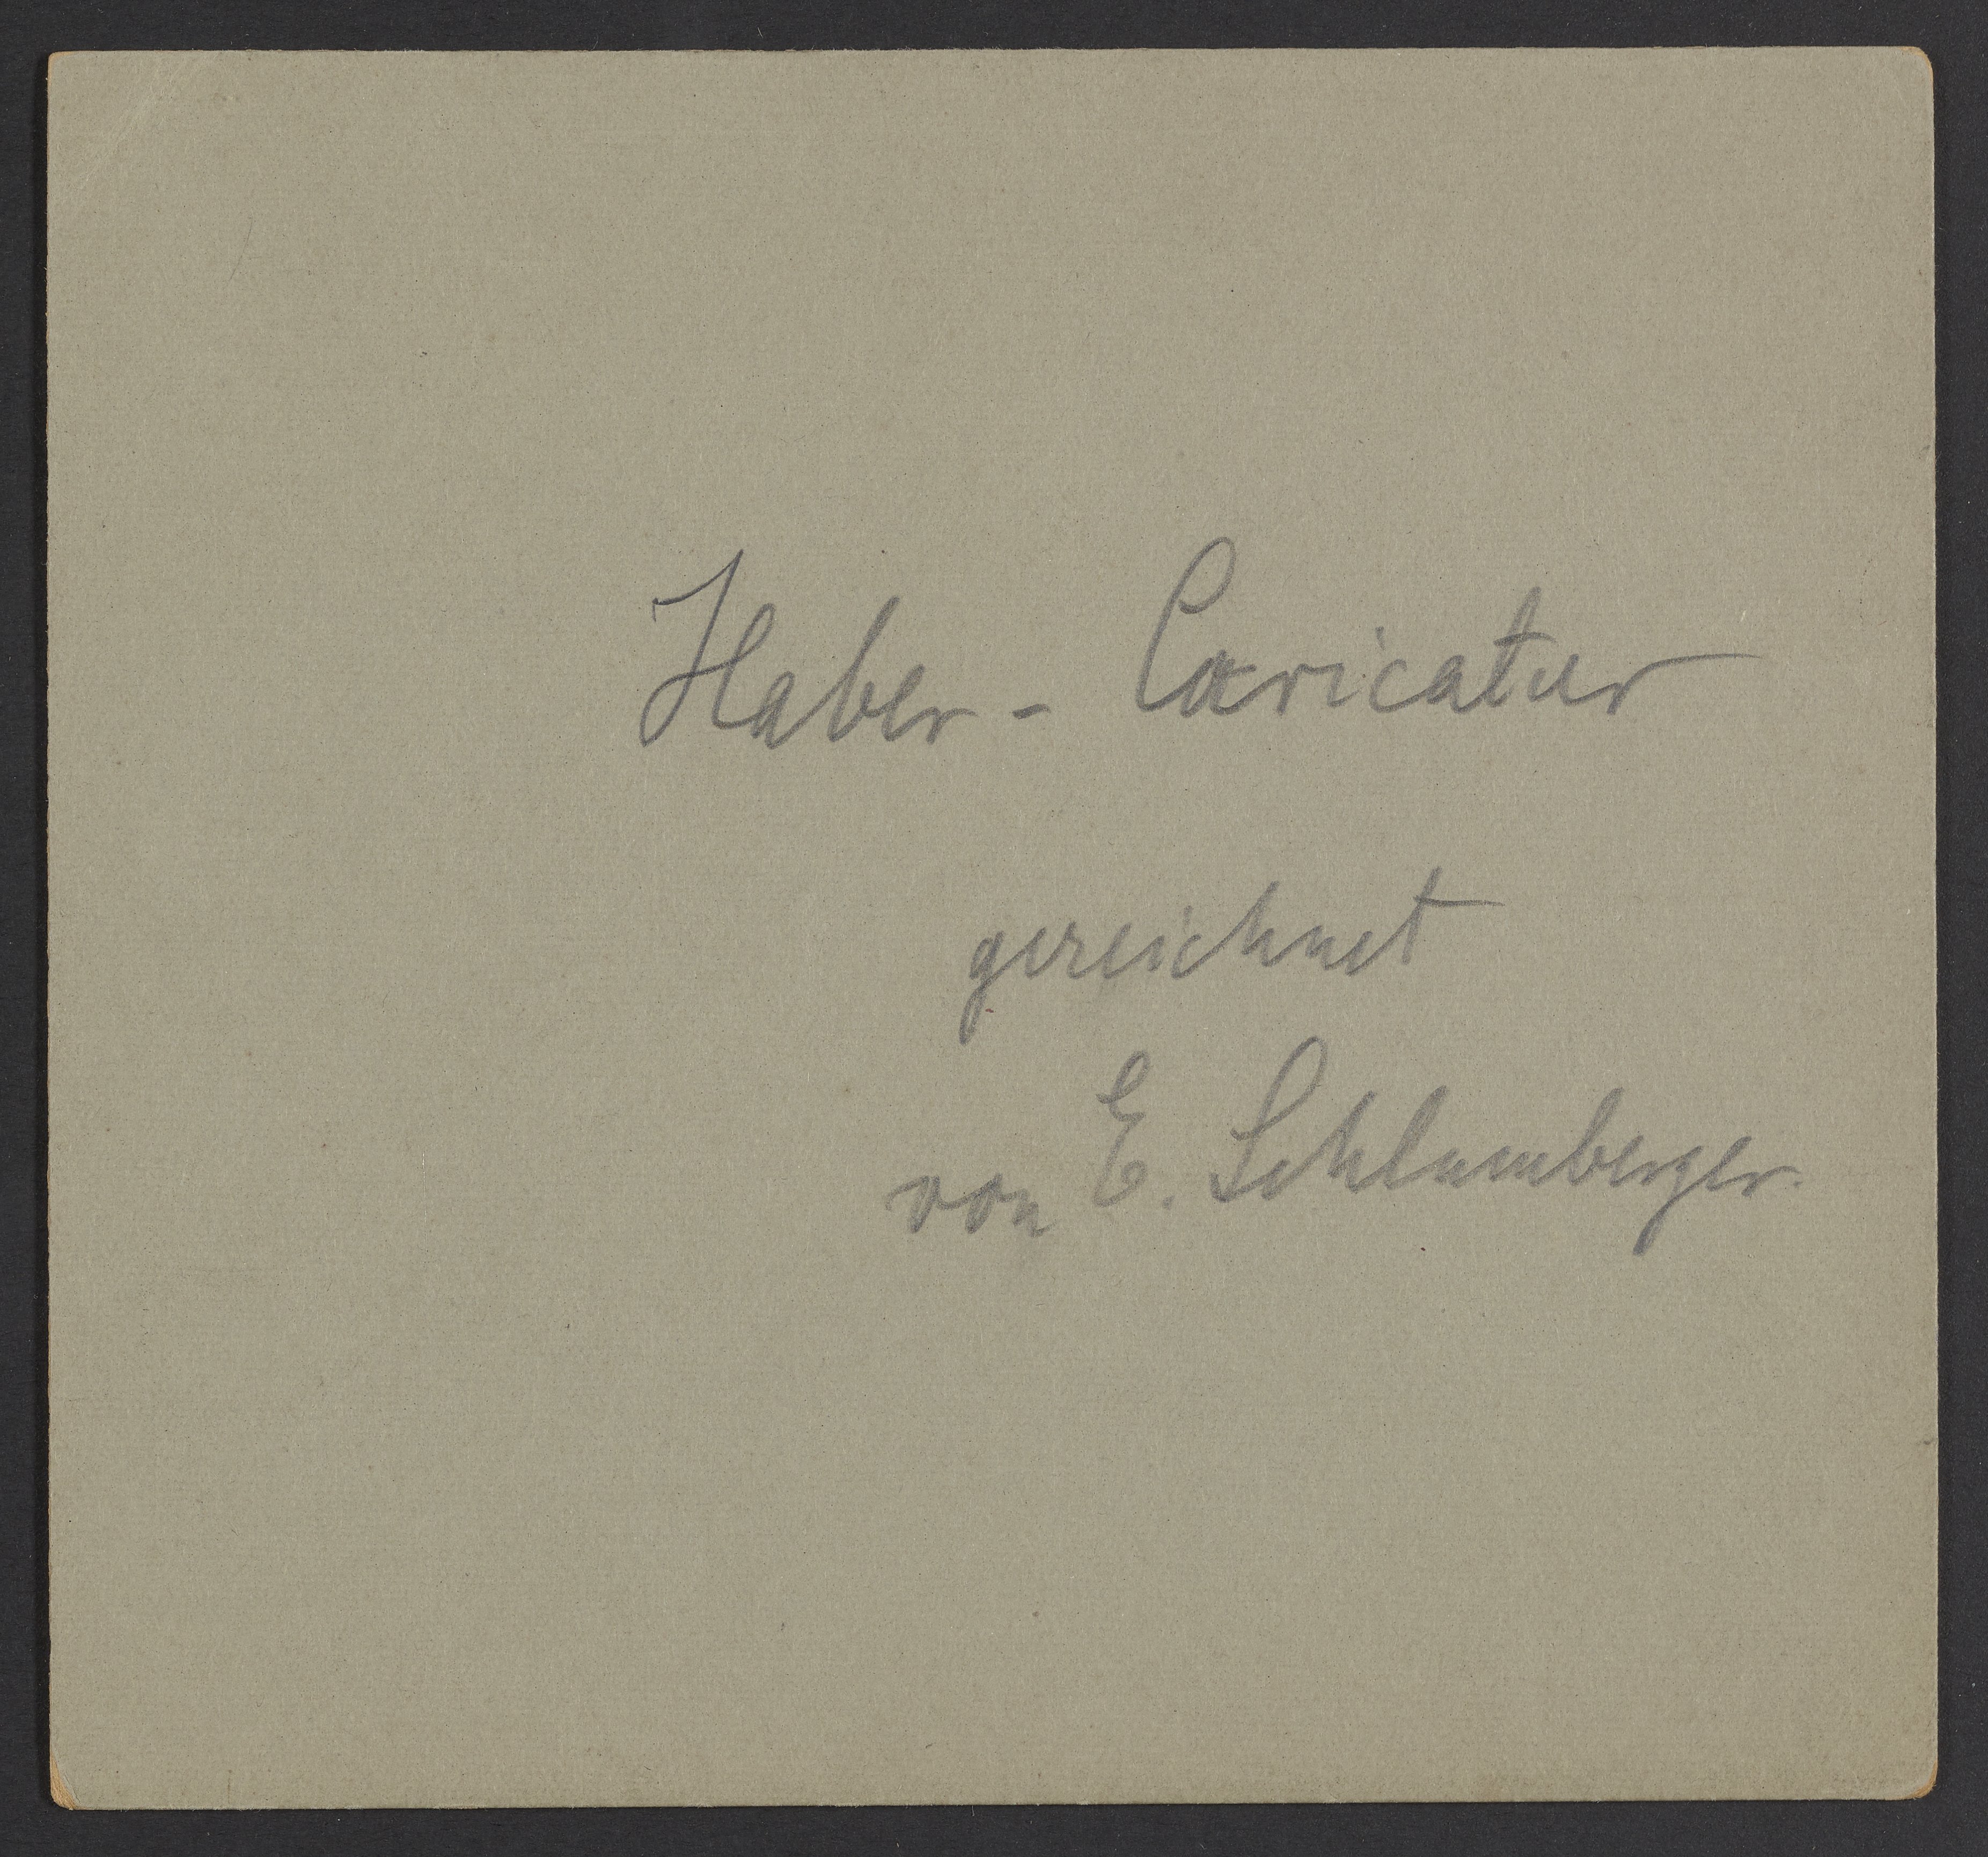 Haber - Caricatur
gezeichnet
von E. Schlumberger.